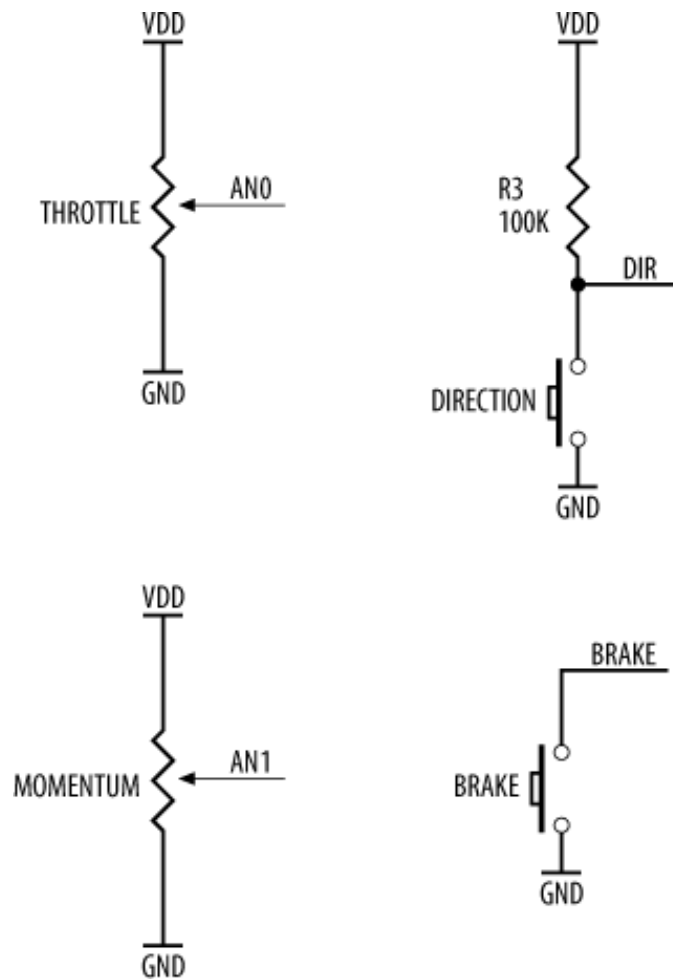 VDD
THROTTLE
AN0
GND
VDD
R3
100K
DIR
DIRECTION
GND
VDD
MOMENTUM
AN1
GND
BRAKE
BRAKE
GND